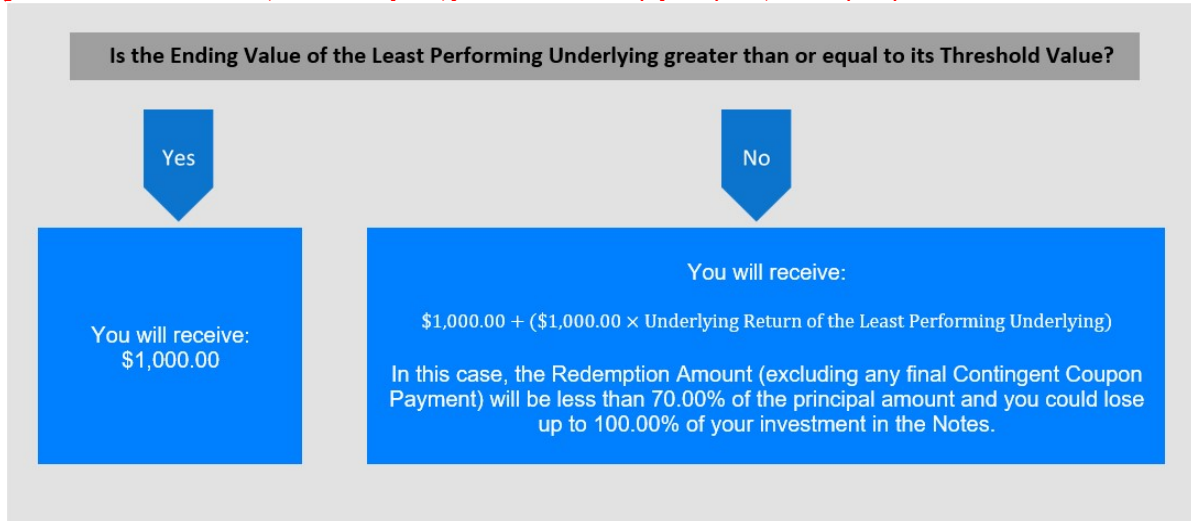 Is the Ending Value of the Least Performing Underlying greater than or equal to its Threshold Value?
Yes
No
You will receive:
$1,000.00
You will receive:
$1,000.00 + ($1,000.00 × Underlying Return of the Least Performing Underlying)
In this case, the Redemption Amount (excluding any final Contingent Coupon
Payment) will be less than 70.00% of the principal amount and you could lose
up to 100.00% of your investment in the Notes.